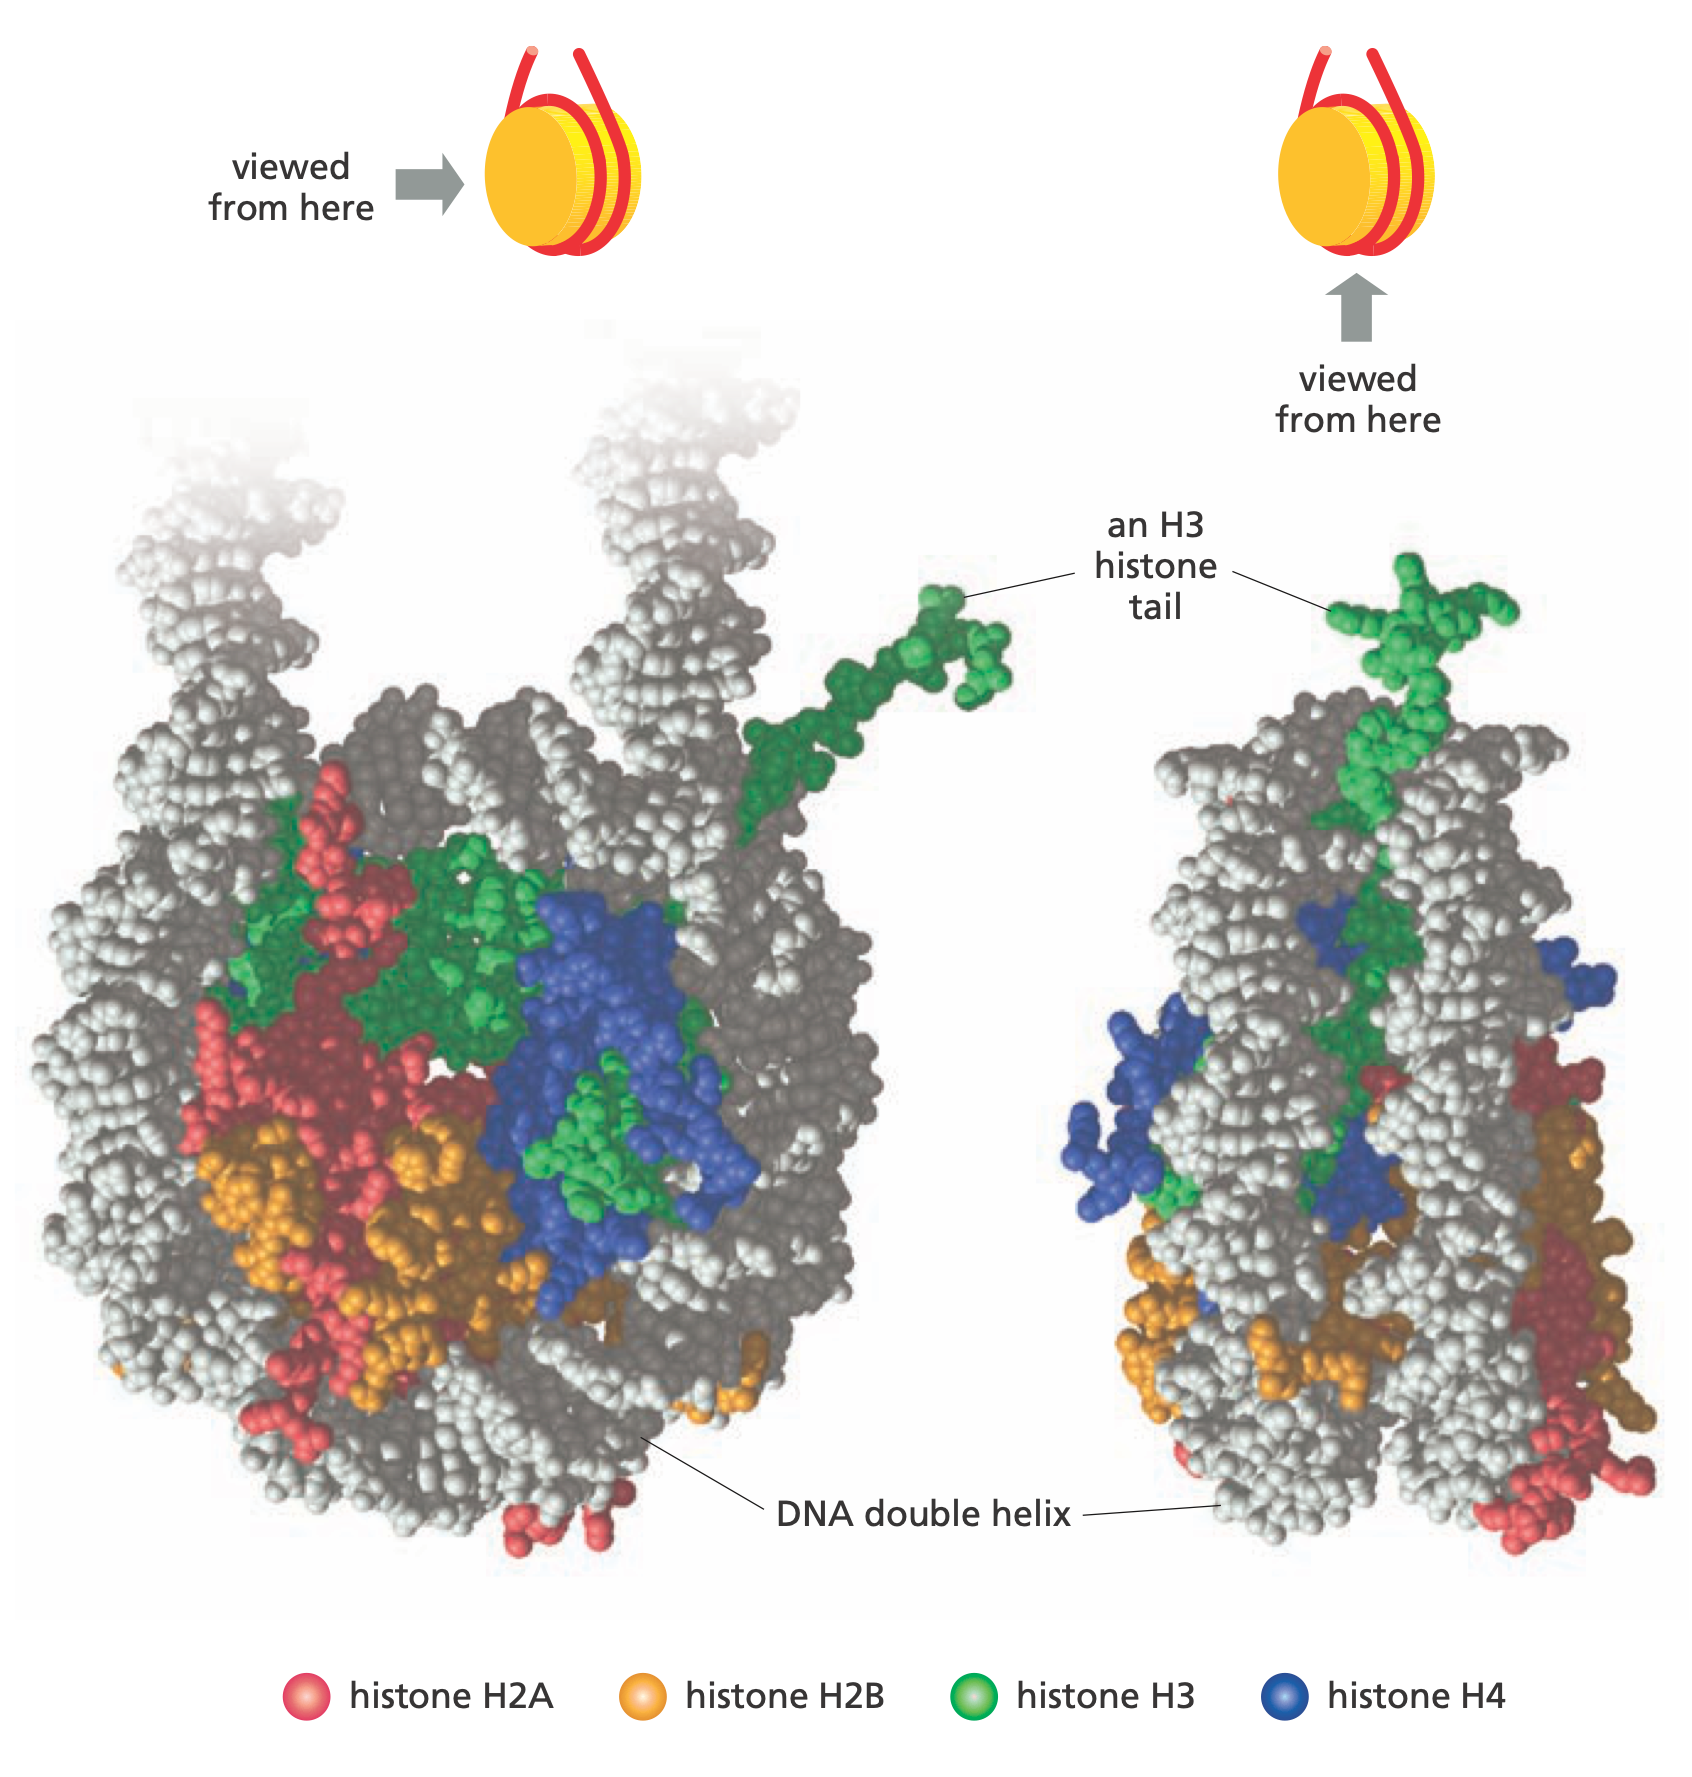 viewed
from here
viewed
from here
an H3
histone
tail
DNA double helix
histone H2A
histone H2B
histone H3
histone H4